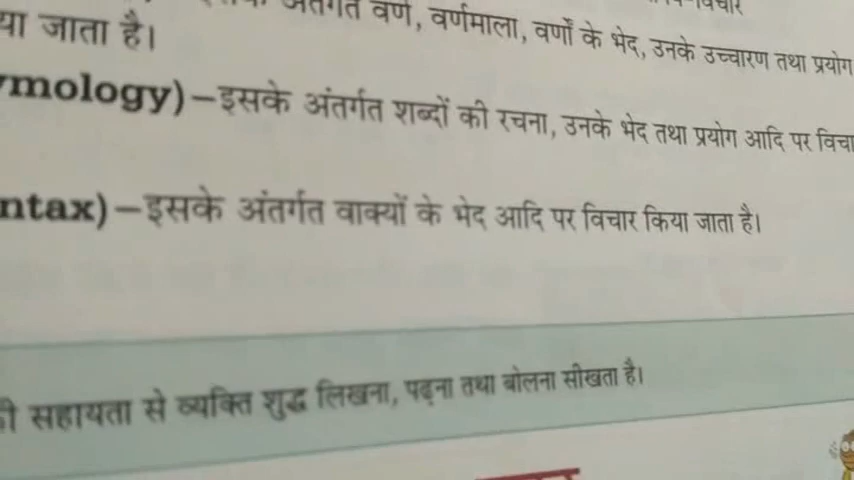 अंतर्गत वर्ण, वर्णमाला, वर्णों के भेद, उनके उच्चारण तथा प्रयोग
या जाता है।
mology)–इसके अंतर्गत शब्दों की रचना, उनके भेद तथा प्रयोग आदि पर विचा
ntax)–इसके अंतर्गत वाक्यों के भेद आदि पर विचार किया जाता है।
की सहायता से व्यक्ति शुद्ध लिखना, पढ़ना तथा बोलना सीखता है।